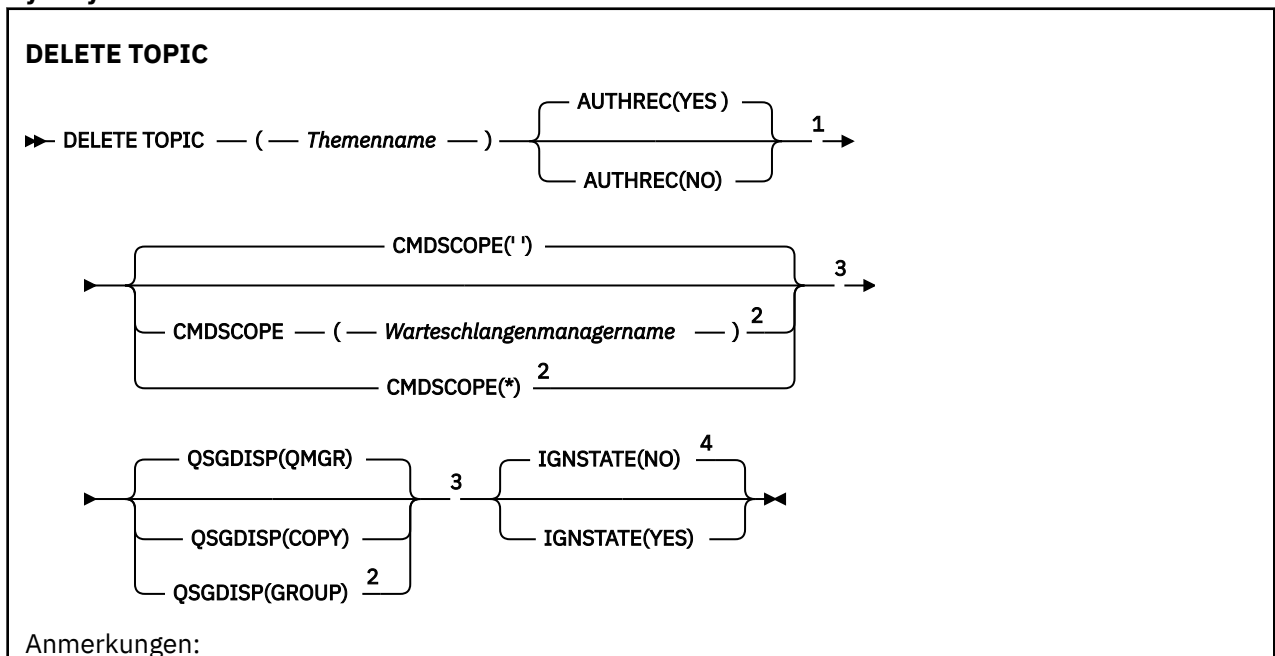 DELETE TOPIC
AUTHREC(YES )
DELETE TOPIC ( Themenname ) 1
AUTHREC(NO)
CMDSCOPE(' ')
3
CMDSCOPE ( Warteschlangenmanagername ) 2
CMDSCOPE(*) 2
QSGDISP(QMGR) IGNSTATE(NO) 4
3
QSGDISP(COPY) IGNSTATE(YES)
QSGDISP(GROUP) 2
Anmerkungen: